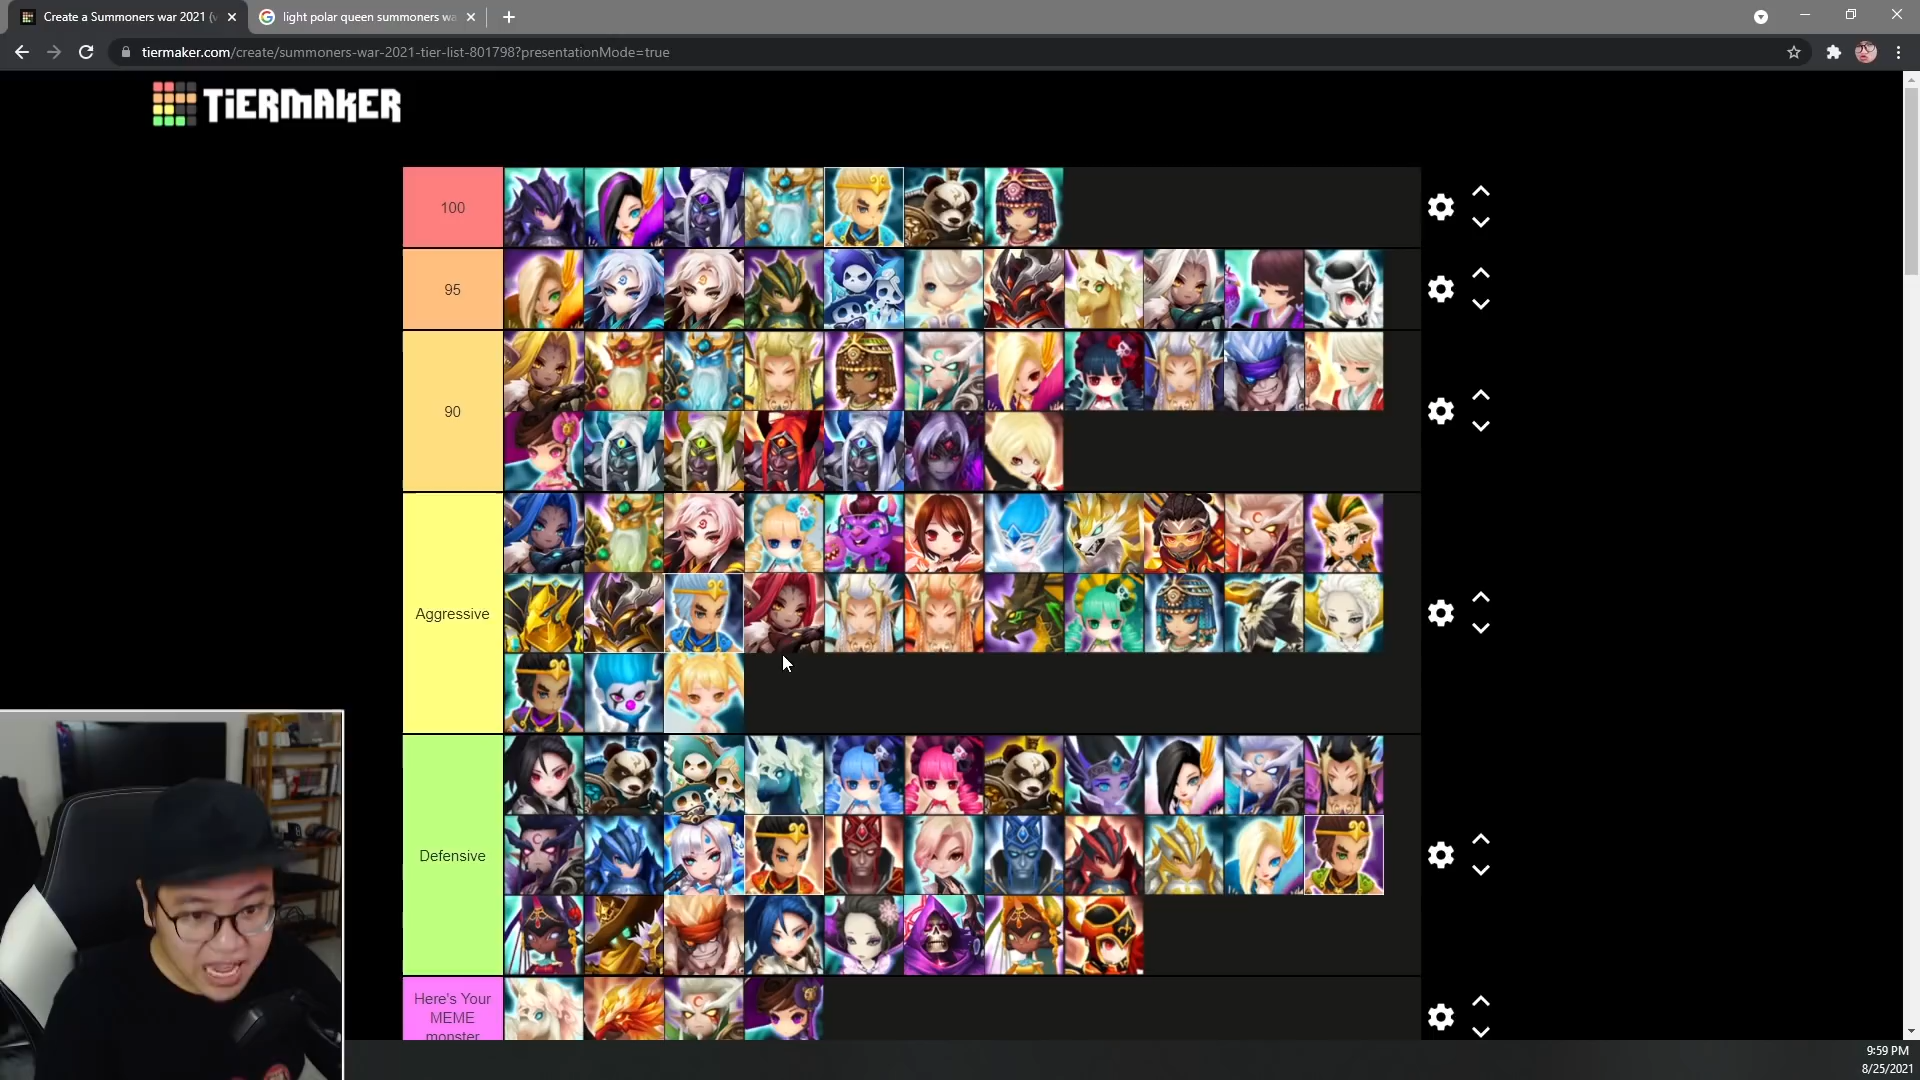 Create a Summoners war 2021 (v
light polar queen summoners wa
tiermaker.com/create/summoners-war-2021-tier-list-801798?presentationMode=true
TiERMAKER
100
95
90
Aggressive
Defensive
Here's Your
MEME
monster
9:59 PM
8/25/2021